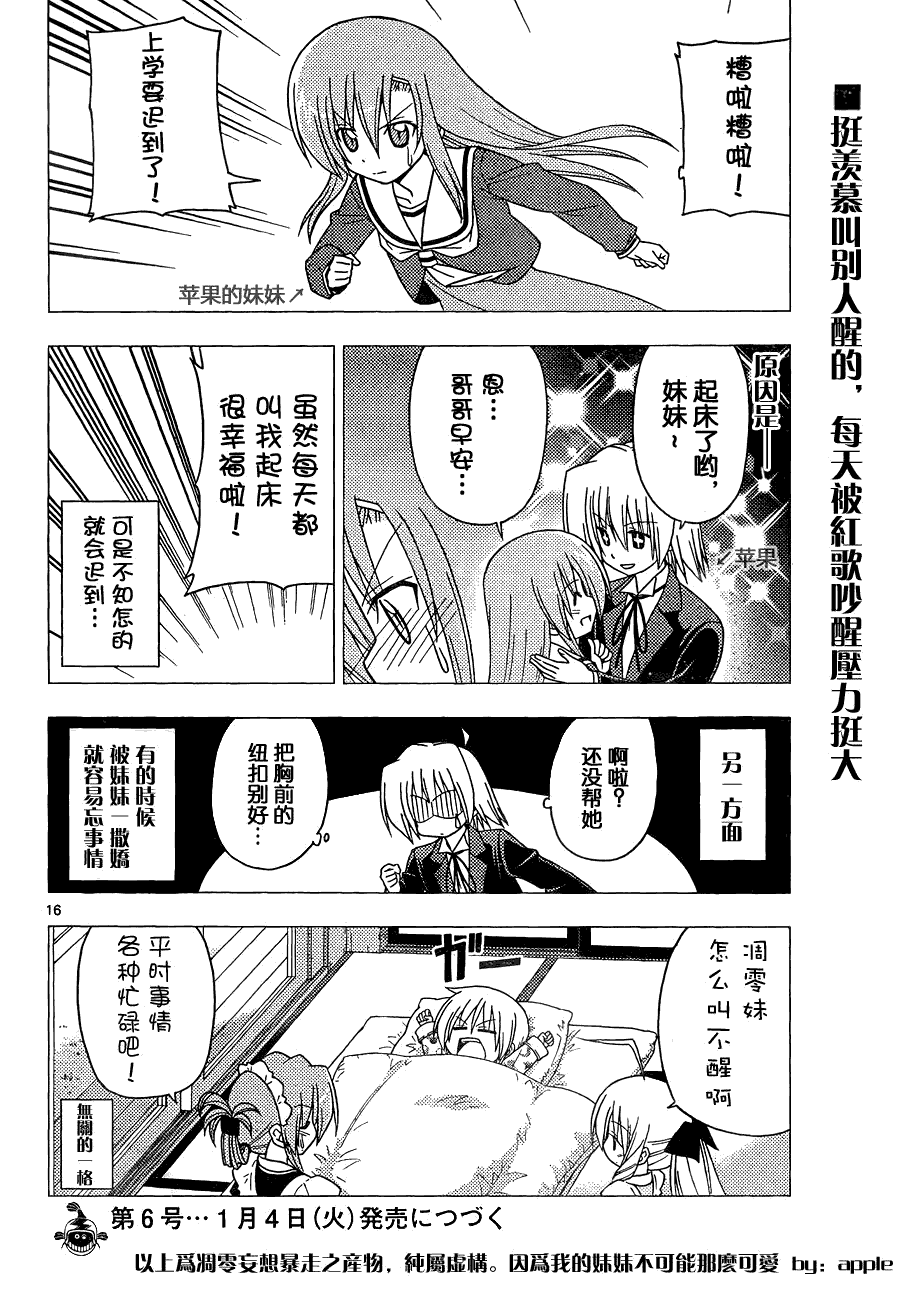 糟啦糟啦！
上学要迟到了！
苹果的妹妹↗
■挺羡慕叫别人醒的，每天被紅歌吵醒壓力挺大
原因是——
起床了哟，
妹妹～
恩…
哥哥早安…
↙苹果
虽然每天都
叫我起床
很幸福啦！
可是不知怎的
就会迟到…
另一方面
啊啦？
还没帮她
把胸前的
纽扣别好…
有的時候
被妹妹一撒嬌
就容易忘事情
16
凋零妹
怎么叫不醒啊
ガ
平时事情
各种忙碌吧！
無關的一格
第6号…1月4日(火)発売につづく
以上爲凋零妄想暴走之產物，純屬虛構。因爲我的妹妹不可能那麼可愛 by: apple